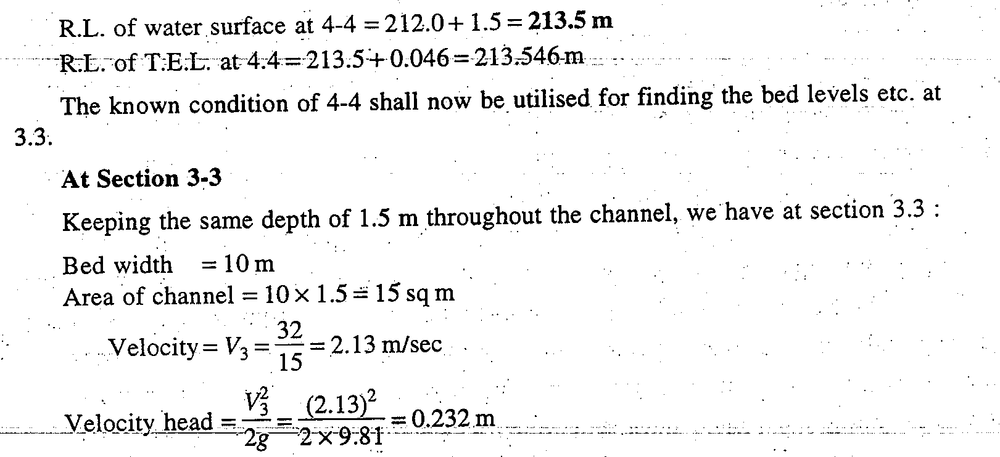 R.L. of water surface at 4-4 = 212.0 + 1.5 = 213.5 m
R.L. of T.E.L. at 4.4 = 213.5 + 0.046 = 213.546 m
The known condition of 4-4 shall now be utilised for finding the bed levels etc. at
3.3.
At Section 3-3
Keeping the same depth of 1.5 m throughout the channel, we have at section 3.3 :
Bed width = 10 m
Area of channel = 10 × 1.5 = 15 sq m
Velocity = V₃ = 32/15 = 2.13 m/sec
Velocity head = V₃²/2g = (2.13)²/2 × 9.81 = 0.232 m